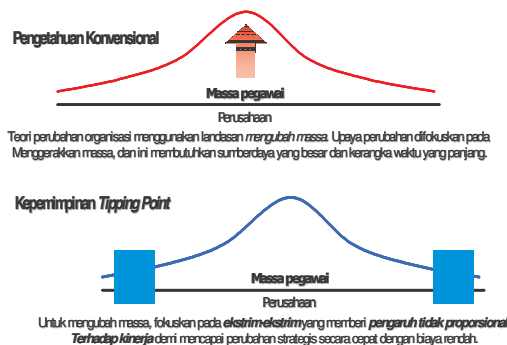 Pengetahuan Konvensional
Massa pegawai
Perusahaan
Teori perubahan organisasi menggunakan landasan mengubah massa. Upaya perubahan difokuskan pada
Menggerakkan massa, dan ini membutuhkan sumberdaya yang besar dan kerangka waktu yang panjang.
Kepemimpinan Tipping Point
Massa pegawai
Perusahaan
Untuk mengubah massa, fokuskan pada ekstrim-ekstrim yang memberi pengaruh tidak proporsional
Terhadap kinerja demi mencapai perubahan strategis secara cepat dengan biaya rendah.